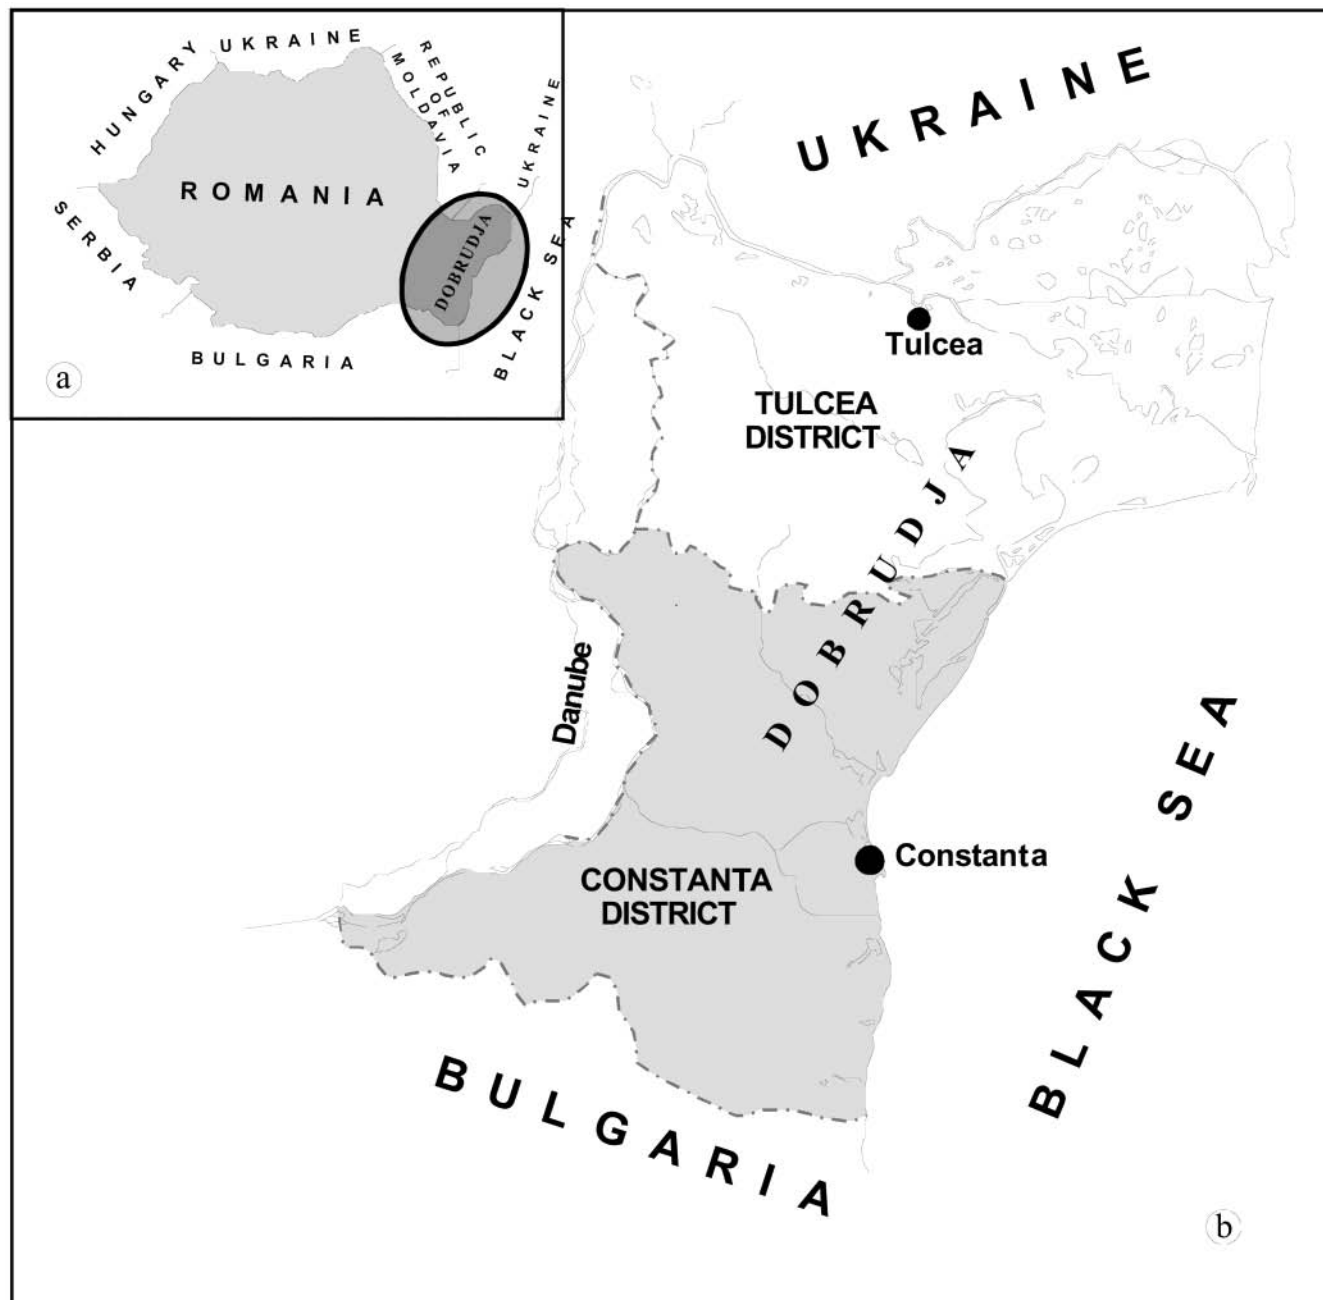 HUNGARY
UKRAINE
REPUBLIC
OF
MOLDAVIA
UKRAINE
ROMANIA
SERBIA
DOBRUDJA
BLACK SEA
BULGARIA
a
UKRAINE
Tulcea
TULCEA
DISTRICT
DOBRUDJA
Danube
BLACK SEA
Constanta
CONSTANTA
DISTRICT
BULGARIA
b